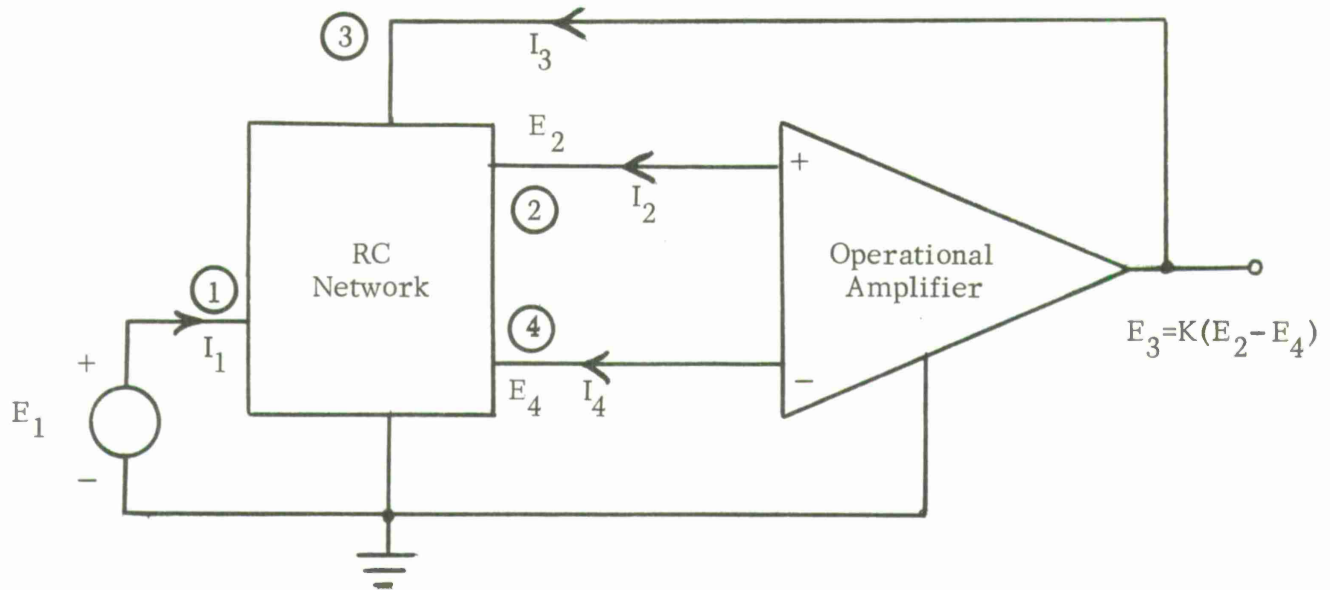 3
I3
E2
+
2
I2
RC
Network
Operational
Amplifier
1
I1
4
E3=K(E2-E4)
+
E1
-
E4
I4
-